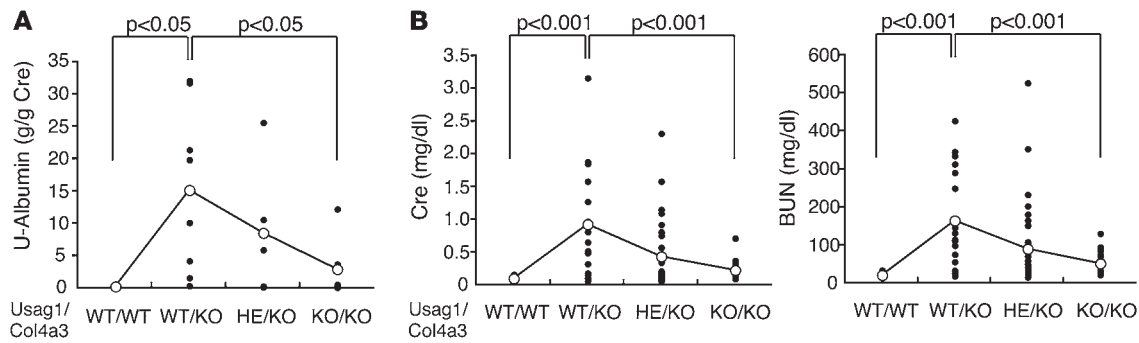 A
p<0.05
p<0.05
U-Albumin (g/g Cre)
35
30
25
20
15
10
5
0
Usag1/
Col4a3
WT/WT WT/KO HE/KO KO/KO
B
p<0.001
p<0.001
Cre (mg/dl)
3.5
3.0
2.5
2.0
1.5
1.0
0.5
0
Usag1/
Col4a3
WT/WT WT/KO HE/KO KO/KO
p<0.001
p<0.001
BUN (mg/dl)
600
500
400
300
200
100
0
WT/WT WT/KO HE/KO KO/KO